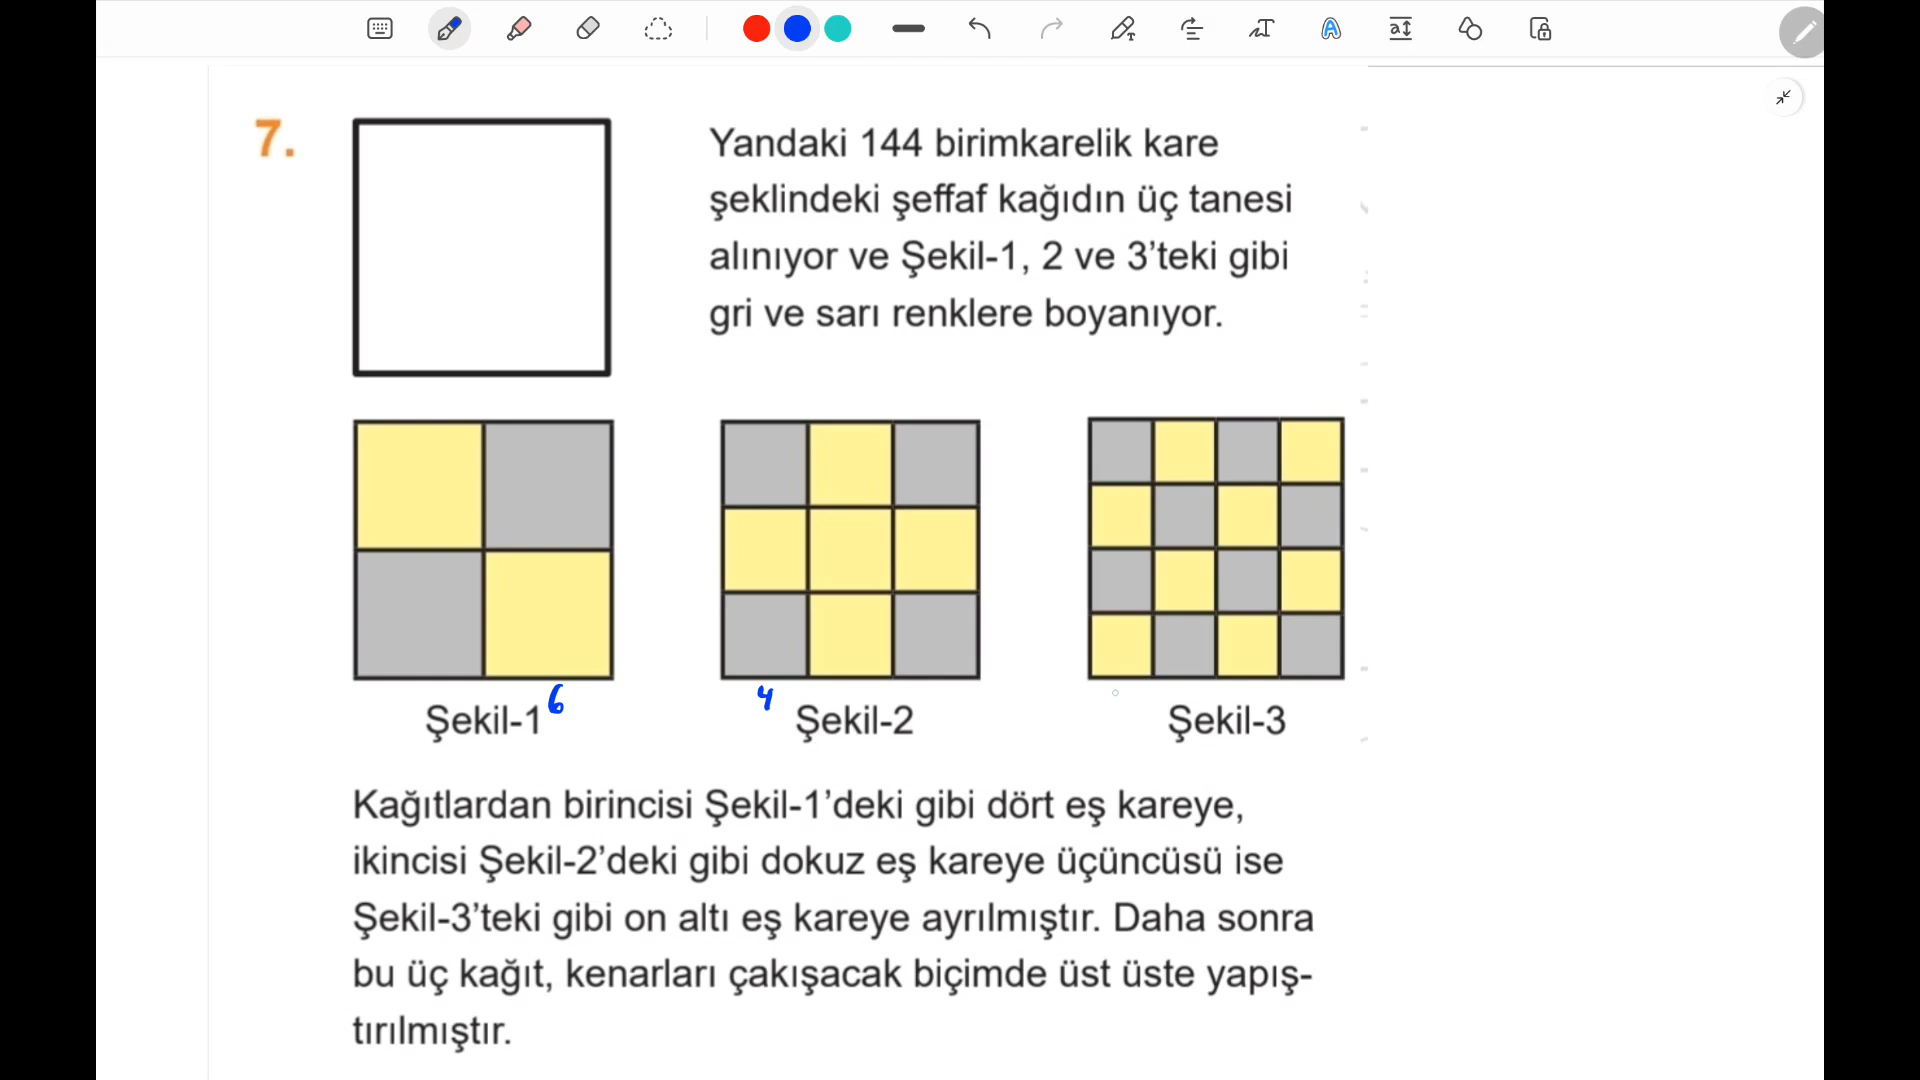 7.
Yandaki 144 birimkarelik kare
şeklindeki şeffaf kağıdın üç tanesi
alınıyor ve Şekil-1, 2 ve 3’teki gibi
gri ve sarı renklere boyanıyor.
6
4
Şekil-1
Şekil-2
Şekil-3
Kağıtlardan birincisi Şekil-1’deki gibi dört eş kareye,
ikincisi Şekil-2’deki gibi dokuz eş kareye üçüncüsü ise
Şekil-3’teki gibi on altı eş kareye ayrılmıştır. Daha sonra
bu üç kağıt, kenarları çakışacak biçimde üst üste yapış-
tırılmıştır.